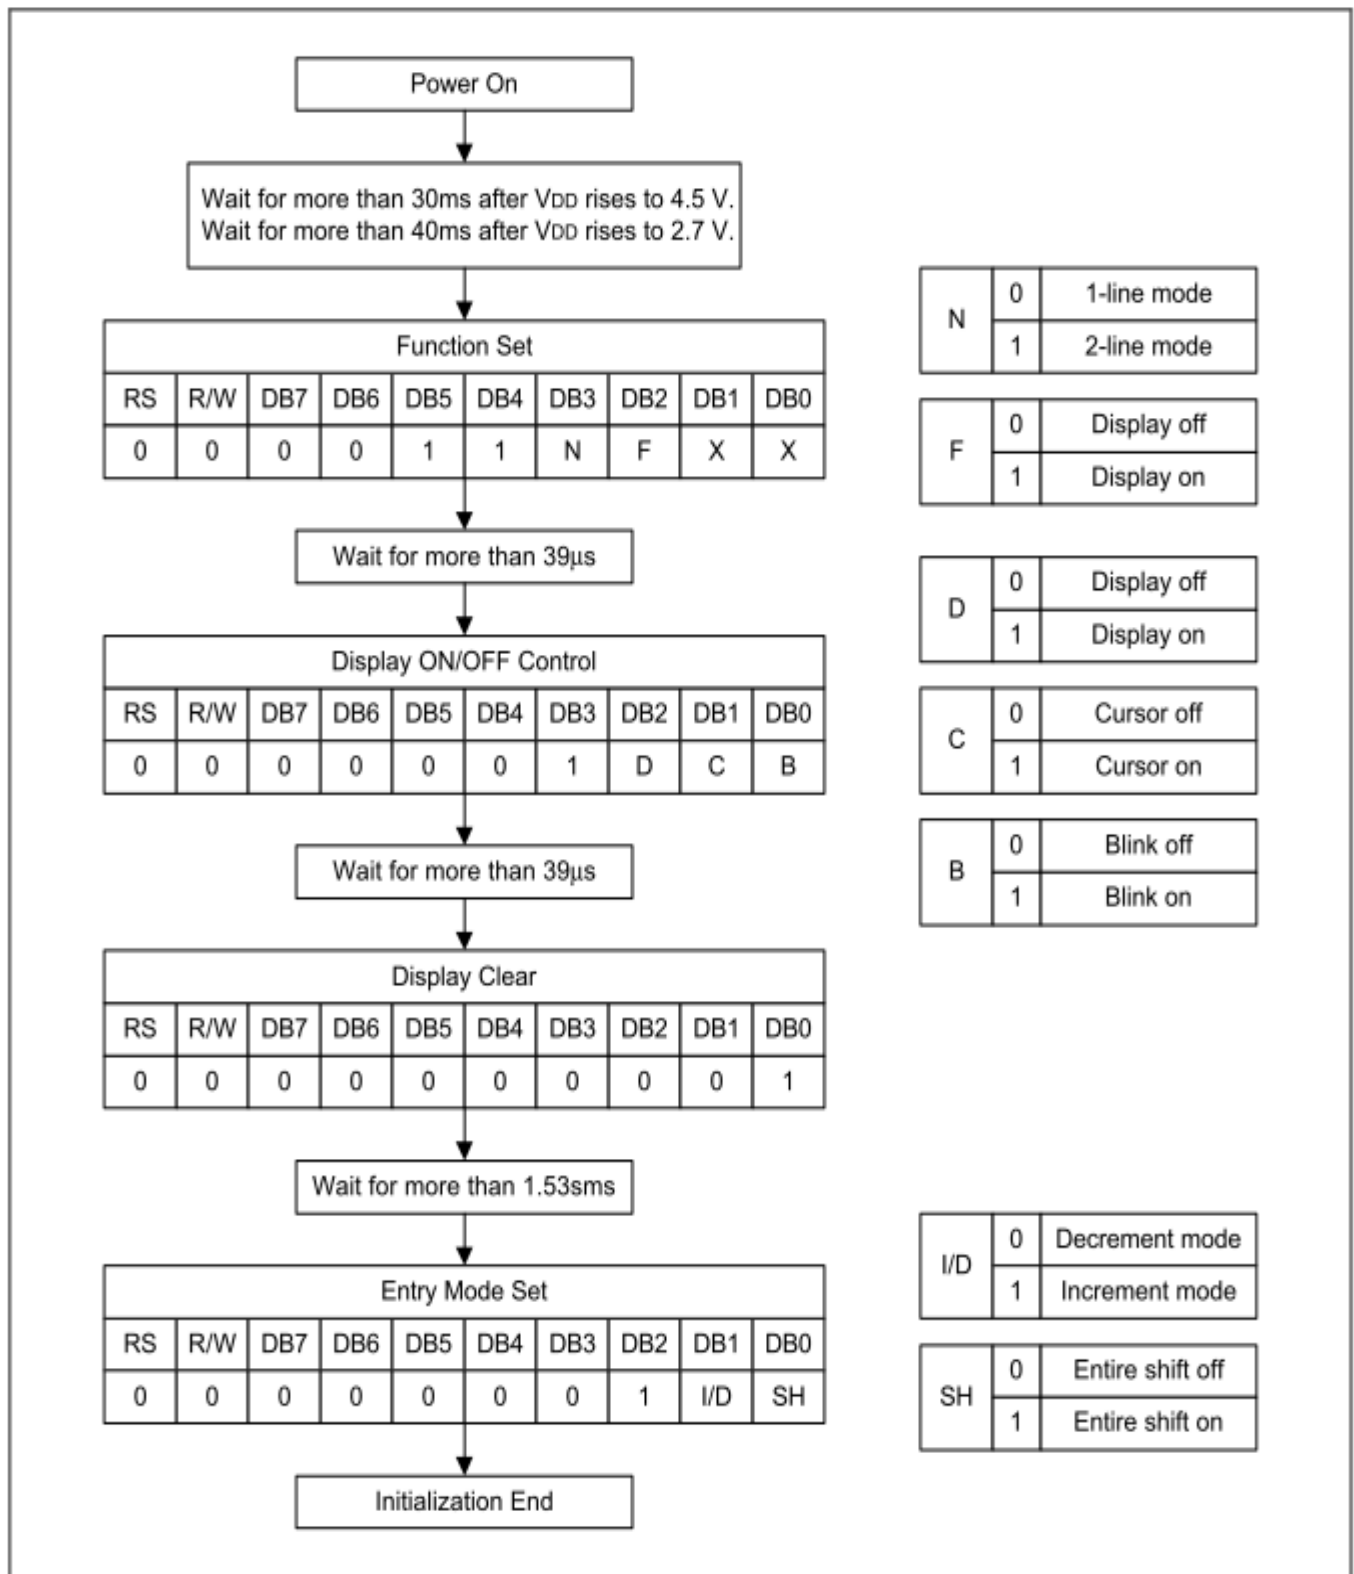 Power On
Wait for more than 30ms after VDD rises to 4.5 V.
Wait for more than 40ms after VDD rises to 2.7 V.
Function Set
RS R/W DB7 DB6 DB5 DB4 DB3 DB2 DB1 DB0
0 0 0 0 1 1 N F X X
N 0 1-line mode
1 2-line mode
F 0 Display off
1 Display on
Wait for more than 39μs
Display ON/OFF Control
RS R/W DB7 DB6 DB5 DB4 DB3 DB2 DB1 DB0
0 0 0 0 0 0 1 D C B
D 0 Display off
1 Display on
C 0 Cursor off
1 Cursor on
B 0 Blink off
1 Blink on
Wait for more than 39μs
Display Clear
RS R/W DB7 DB6 DB5 DB4 DB3 DB2 DB1 DB0
0 0 0 0 0 0 0 0 0 1
Wait for more than 1.53sms
Entry Mode Set
RS R/W DB7 DB6 DB5 DB4 DB3 DB2 DB1 DB0
0 0 0 0 0 0 0 1 I/D SH
I/D 0 Decrement mode
1 Increment mode
SH 0 Entire shift off
1 Entire shift on
Initialization End